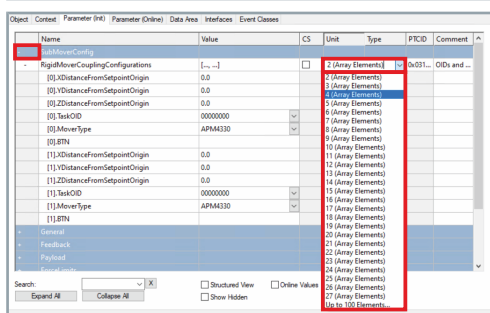 Object Context Parameter (Init) Parameter (Online) Data Area Interfaces Event Classes
Name Value CS Unit Type PTCID Comment
SubMoverConfig
- RigidMoverCouplingConfigurations [..., ...] 2 (Array Elements) 0x031... OIDs and ...
[0].XDistanceFromSetpointOrigin 0.0 2 (Array Elements)
3 (Array Elements)
[0].YDistanceFromSetpointOrigin 0.0 4 (Array Elements)
5 (Array Elements)
[0].ZDistanceFromSetpointOrigin 0.0 6 (Array Elements)
[0].TaskOID 00000000 7 (Array Elements)
8 (Array Elements)
[0].MoverType APM4330 9 (Array Elements)
[0].BTN 10 (Array Elements)
11 (Array Elements)
[1].XDistanceFromSetpointOrigin 0.0 12 (Array Elements)
13 (Array Elements)
[1].YDistanceFromSetpointOrigin 0.0 14 (Array Elements)
[1].ZDistanceFromSetpointOrigin 0.0 15 (Array Elements)
16 (Array Elements)
[1].TaskOID 00000000 17 (Array Elements)
[1].MoverType APM4330 18 (Array Elements)
19 (Array Elements)
[1].BTN 20 (Array Elements)
+ General 21 (Array Elements)
22 (Array Elements)
+ Feedback 23 (Array Elements)
+ Payload 24 (Array Elements)
25 (Array Elements)
Search: X Structured View Online Values 26 (Array Elements)
Expand All Collapse All Show Hidden 27 (Array Elements)
Up to 100 Elements...